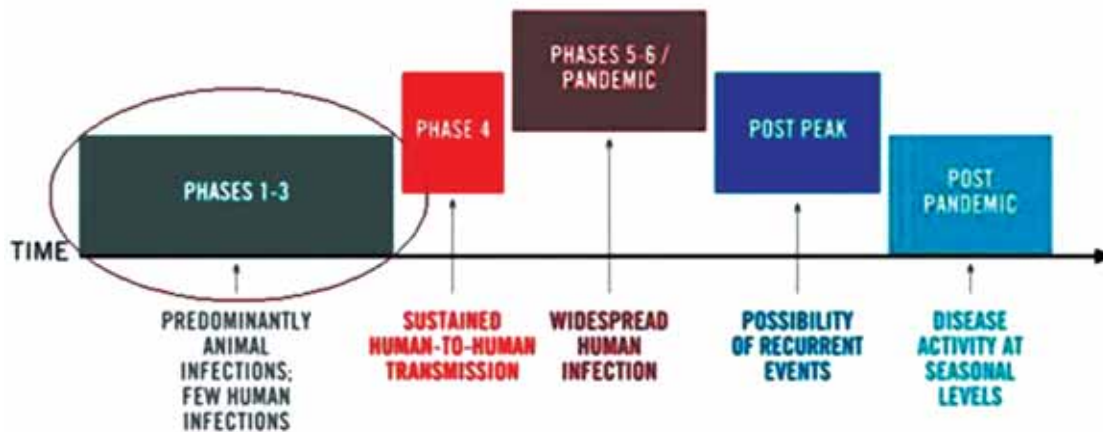 PHASES 5-6 /
PANDEMIC
PHASE 4
POST PEAK
PHASES 1-3
POST
PANDEMIC
TIME
PREDOMINANTLY
ANIMAL
INFECTIONS;
FEW HUMAN
INFECTIONS
SUSTAINED
HUMAN-TO-HUMAN
TRANSMISSION
WIDESPREAD
HUMAN
INFECTION
POSSIBILITY
OF RECURRENT
EVENTS
DISEASE
ACTIVITY AT
SEASONAL
LEVELS